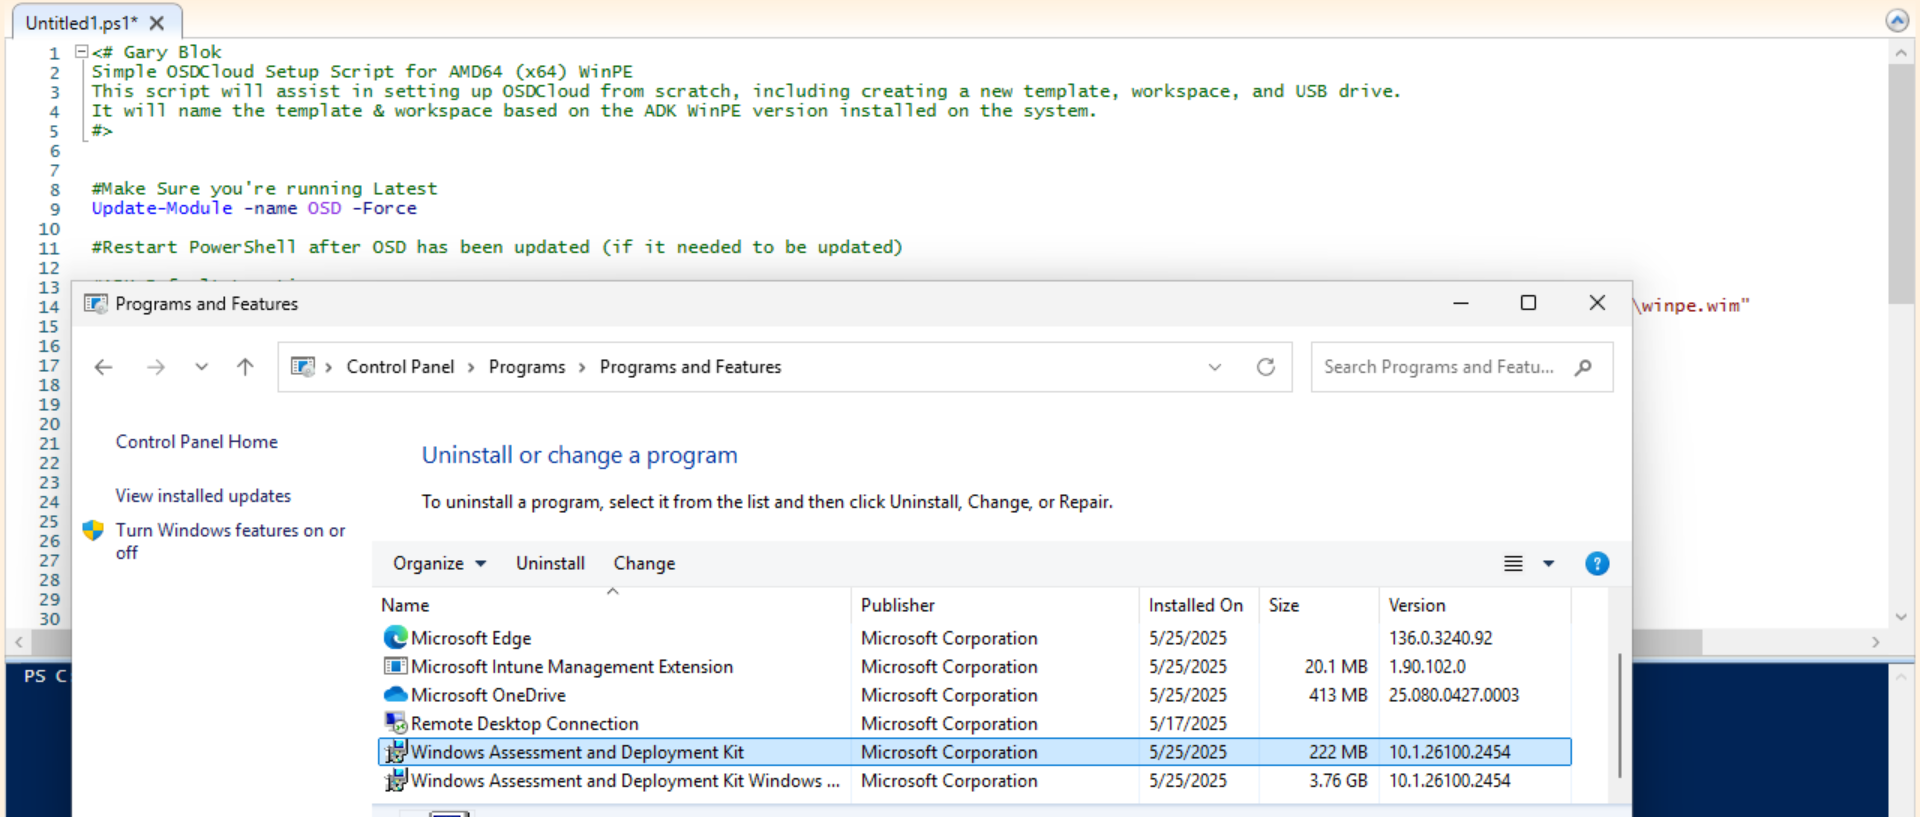 Untitled1.ps1*
1 <# Gary Blok
2 Simple OSDCloud Setup Script for AMD64 (x64) WinPE
3 This script will assist in setting up OSDCloud from scratch, including creating a new template, workspace, and USB drive.
4 It will name the template & workspace based on the ADK WinPE version installed on the system.
5 #>
6
7
8 #Make Sure you're running Latest
9 Update-Module -name OSD -Force
10
11 #Restart PowerShell after OSD has been updated (if it needed to be updated)
12
13
14 \winpe.wim"
15
16
17
18
19
20
21
22
23
24
25
26
27
28
29
30
PS C
Programs and Features
Control Panel > Programs > Programs and Features
Search Programs and Featu...
Control Panel Home
View installed updates
Turn Windows features on or
off
Uninstall or change a program
To uninstall a program, select it from the list and then click Uninstall, Change, or Repair.
Organize Uninstall Change
Name Publisher Installed On Size Version
Microsoft Edge Microsoft Corporation 5/25/2025 136.0.3240.92
Microsoft Intune Management Extension Microsoft Corporation 5/25/2025 20.1 MB 1.90.102.0
Microsoft OneDrive Microsoft Corporation 5/25/2025 413 MB 25.080.0427.0003
Remote Desktop Connection Microsoft Corporation 5/17/2025
Windows Assessment and Deployment Kit Microsoft Corporation 5/25/2025 222 MB 10.1.26100.2454
Windows Assessment and Deployment Kit Windows ... Microsoft Corporation 5/25/2025 3.76 GB 10.1.26100.2454